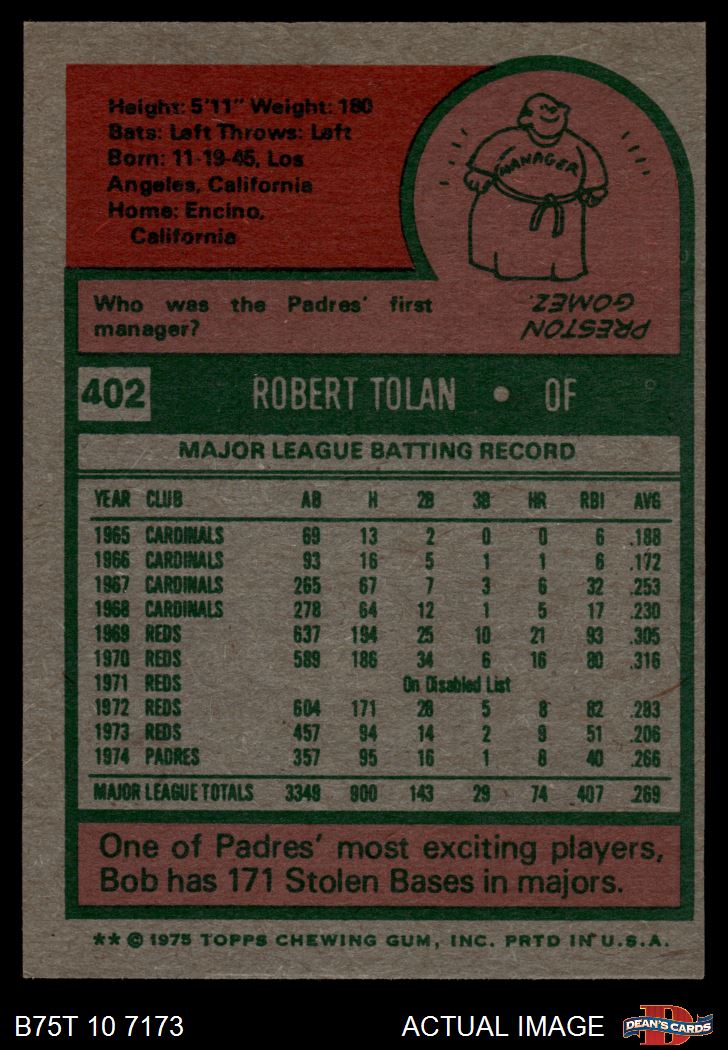 Height: 5'11" Weight: 180
Bats: Left Throws: Left
Born: 11-19-45, Los
Angeles, California
Home: Encino,
California
MANAGER
Who was the Padres' first
manager?
PRESTON
GOMEZ.
402 ROBERT TOLAN • OF
MAJOR LEAGUE BATTING RECORD
YEAR CLUB AB H 2B 3B HR RBI AVG
1965 CARDINALS 69 13 2 0 0 6 .188
1966 CARDINALS 93 16 5 1 1 6 .172
1967 CARDINALS 265 67 7 3 6 32 .253
1968 CARDINALS 278 64 12 1 5 17 .230
1969 REDS 637 194 25 10 21 93 .305
1970 REDS 589 186 34 6 16 80 .316
1971 REDS On Disabled List
1972 REDS 604 171 28 5 8 82 .283
1973 REDS 457 94 14 2 9 51 .206
1974 PADRES 357 95 16 1 8 40 .266
MAJOR LEAGUE TOTALS 3349 900 143 29 74 407 .269
One of Padres' most exciting players,
Bob has 171 Stolen Bases in majors.
** © 1975 TOPPS CHEWING GUM, INC. PRTD IN U.S.A.
B75T 10 7173 ACTUAL IMAGE
D
DEAN'S CARDS